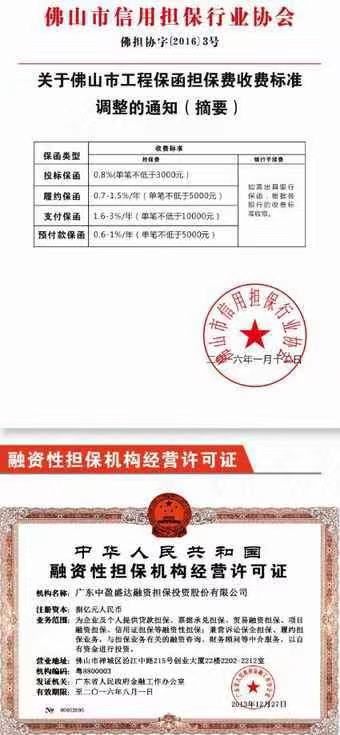 佛山市信用担保行业协会
佛担协字[2016]3号
关于佛山市工程保函担保费收费标准
调整的通知（摘要）
保函类型
收费标准
担保费
银行手续费
投标保函
0.8%(单笔不低于3000元）
履约保函
0.7-1.5%/年（单笔不低于5000元）
支付保函
1.6-3%/年（单笔不低于10000元）
预付款保函
0.6-1%/年（单笔不低于5000元）
如需出具银行
保函，根据各
担行的收费标
准收取。
佛山市信用担保行业协会
二〇一六年一月十二日
融资性担保机构经营许可证
中华人民共和国
融资性担保机构经营许可证
机构名称：
广东中盈盛达融资担保投资股份有限公司
注册资本：
捌亿元人民币
业务范围：
为企业及个人提供贷款担保、票据承兑担保、贸易融资担保、项目
融资担保、信用证担保等融资性担保；兼营诉讼保全担保、履约担
保业务，与担保业务有关的融资咨询、财务顾问等中介服务，以自
有资金进行投资。
营业地址：
佛山市禅城区汾江中路215号创业大厦22楼2202-2212室
机构编码：
粤8800003
发证机关：
广东省人民政府金融工作办公室
有效期限：
至二〇一六年八月一日
2013年12月27日
№